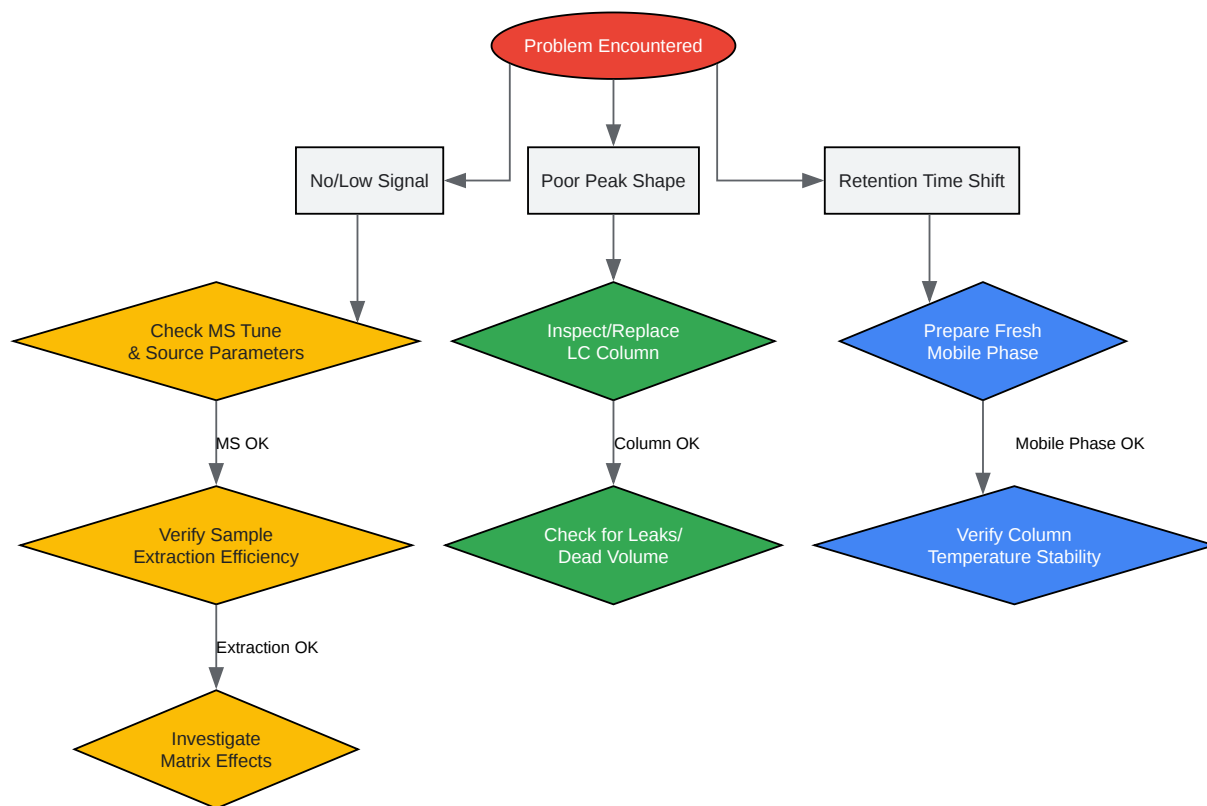 Problem Encountered
No/Low Signal
Poor Peak Shape
Retention Time Shift
Check MS Tune
& Source Parameters
Inspect/Replace
LC Column
Prepare Fresh
Mobile Phase
MS OK
Column OK
Mobile Phase OK
Verify Sample
Extraction Efficiency
Check for Leaks/
Dead Volume
Verify Column
Temperature Stability
Extraction OK
Investigate
Matrix Effects